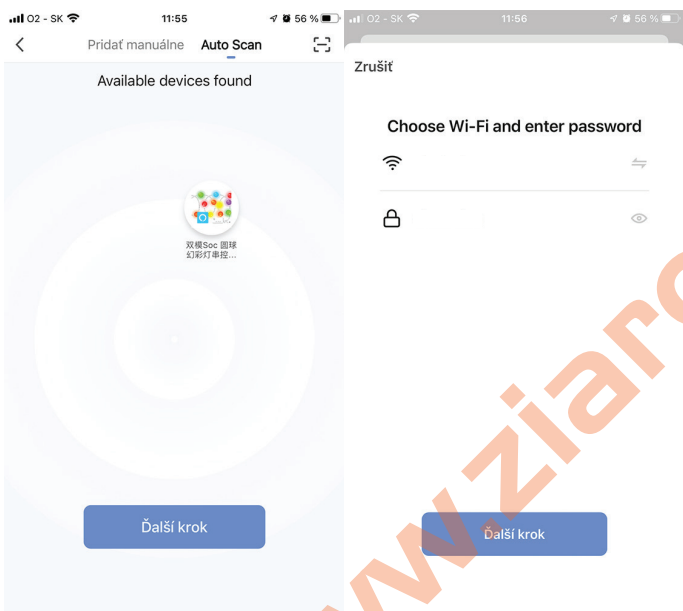 O2 - SK
11:55
56 %
Pridať manuálne
Auto Scan
Available devices found
双模Soc 圆球
幻彩灯串控...
Ďalší krok
O2 - SK
11:56
56 %
Zrušiť
Choose Wi-Fi and enter password
Ďalší krok